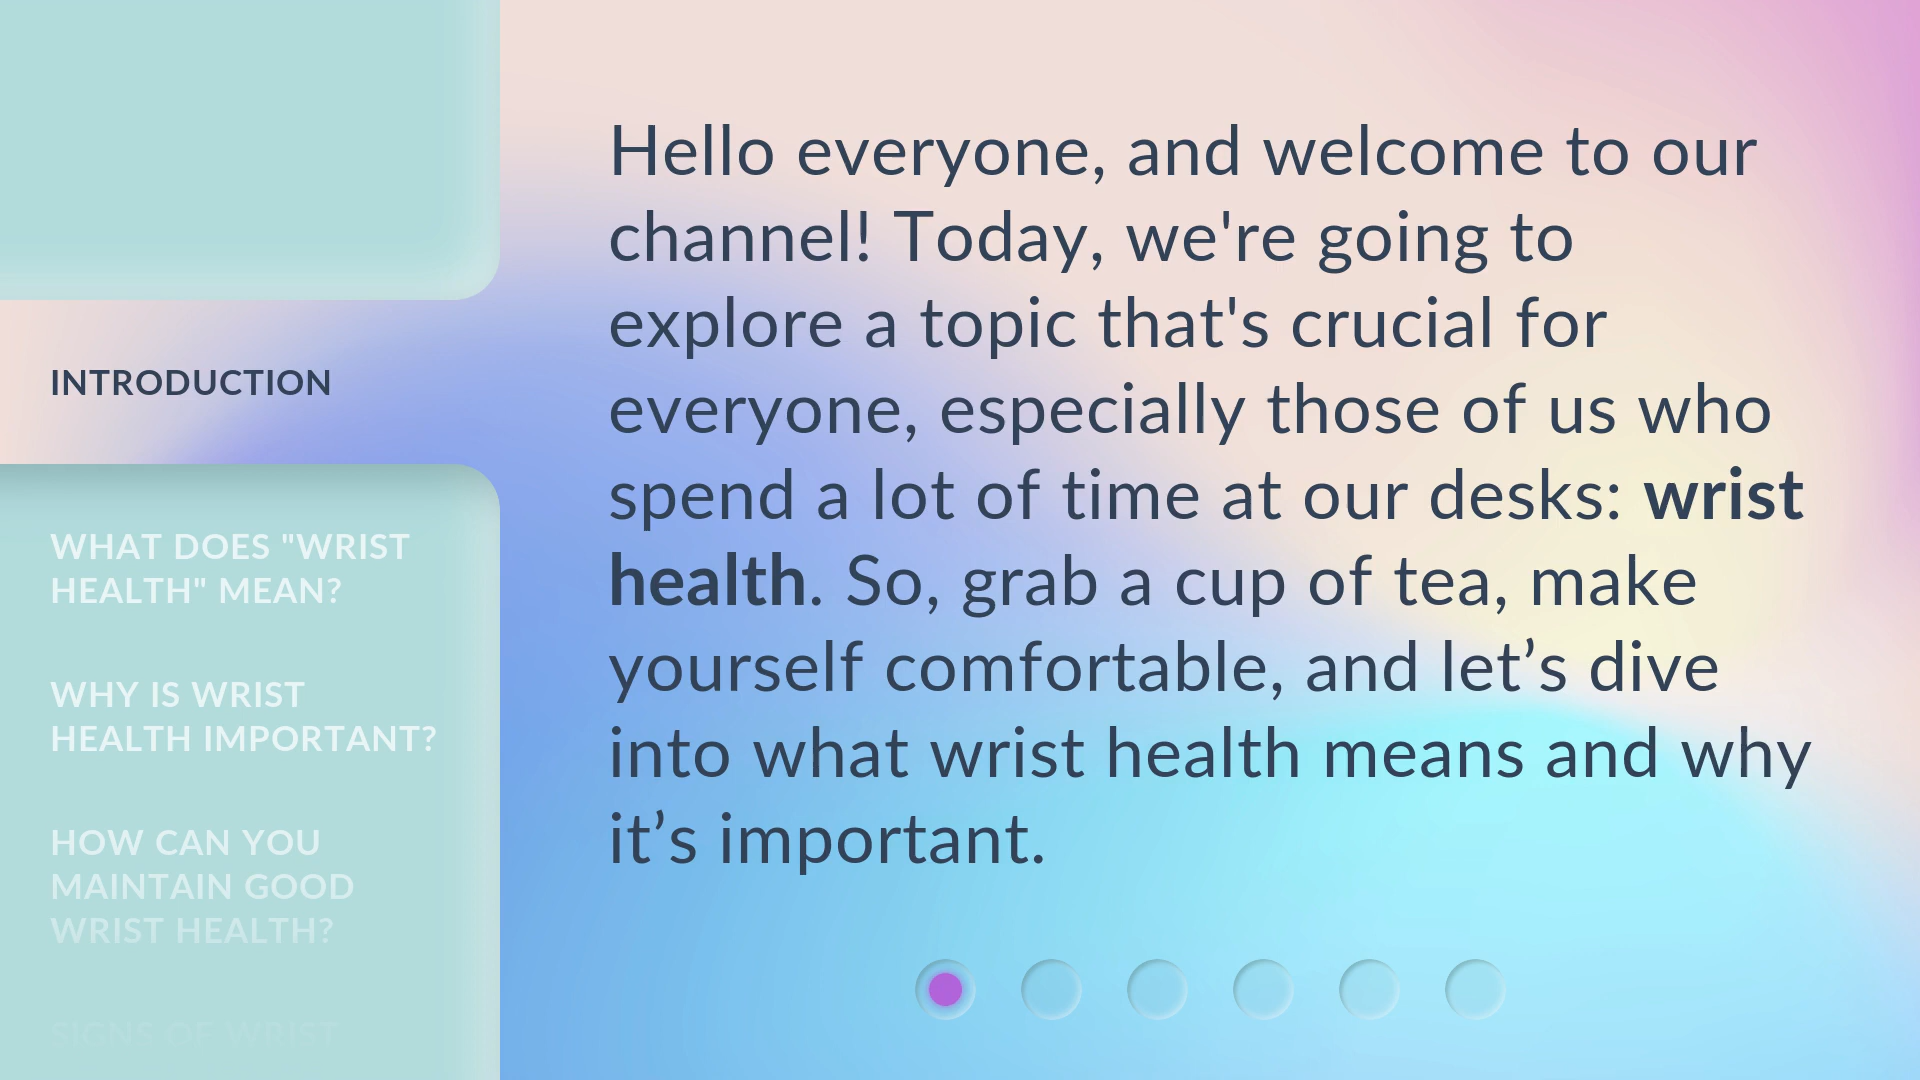 INTRODUCTION
WHAT DOES "WRIST
HEALTH" MEAN?
WHY IS WRIST
HEALTH IMPORTANT?
HOW CAN YOU
MAINTAIN GOOD
WRIST HEALTH?
SIGNS OF WRIST
Hello everyone, and welcome to our
channel! Today, we're going to
explore a topic that's crucial for
everyone, especially those of us who
spend a lot of time at our desks: wrist
health. So, grab a cup of tea, make
yourself comfortable, and let’s dive
into what wrist health means and why
it’s important.